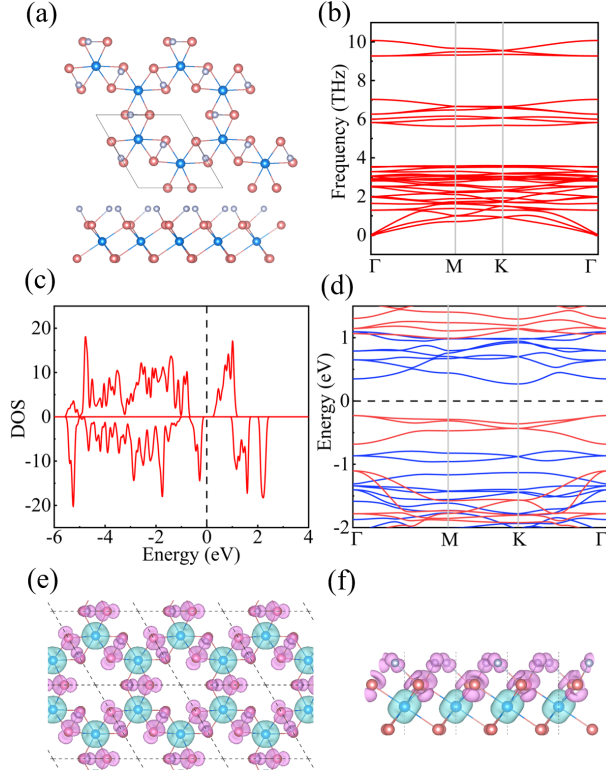 (a)
(b)
10
8
6
4
2
0
Frequency (THz)
Γ
M
K
Γ
(c)
20
10
0
-10
-20
DOS
-6
-4
-2
0
2
4
Energy (eV)
(d)
1
0
-1
-2
Energy (eV)
Γ
M
K
Γ
(e)
(f)